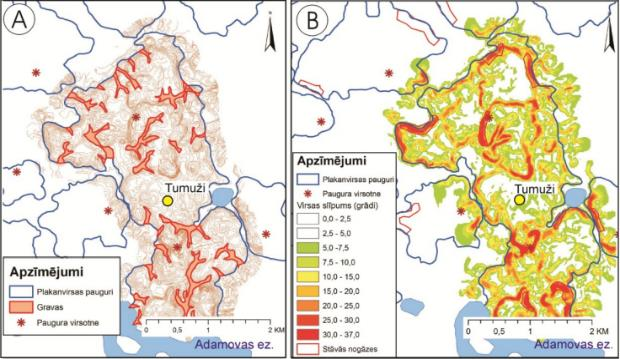 A
Tumuži
Apzīmējumi
Plakanvirsas pauguri
Gravas
Paugura virsotne
0 0,5 1 2 KM
Adamovas ez.
B
Apzīmējumi
Plakanvirsas pauguri
Paugura virsotne
Virsas slīpums (grādi)
0,0 - 2,5
2,5 - 5,0
5,0 -7,5
7,5 - 10,0
10,0 - 15,0
15,0 - 20,0
20,0 - 25,0
25,0 - 30,0
30,0 - 37,0
Stāvās nogāzes
Tumuži
0 0,5 1 2 KM
Adamovas ez.